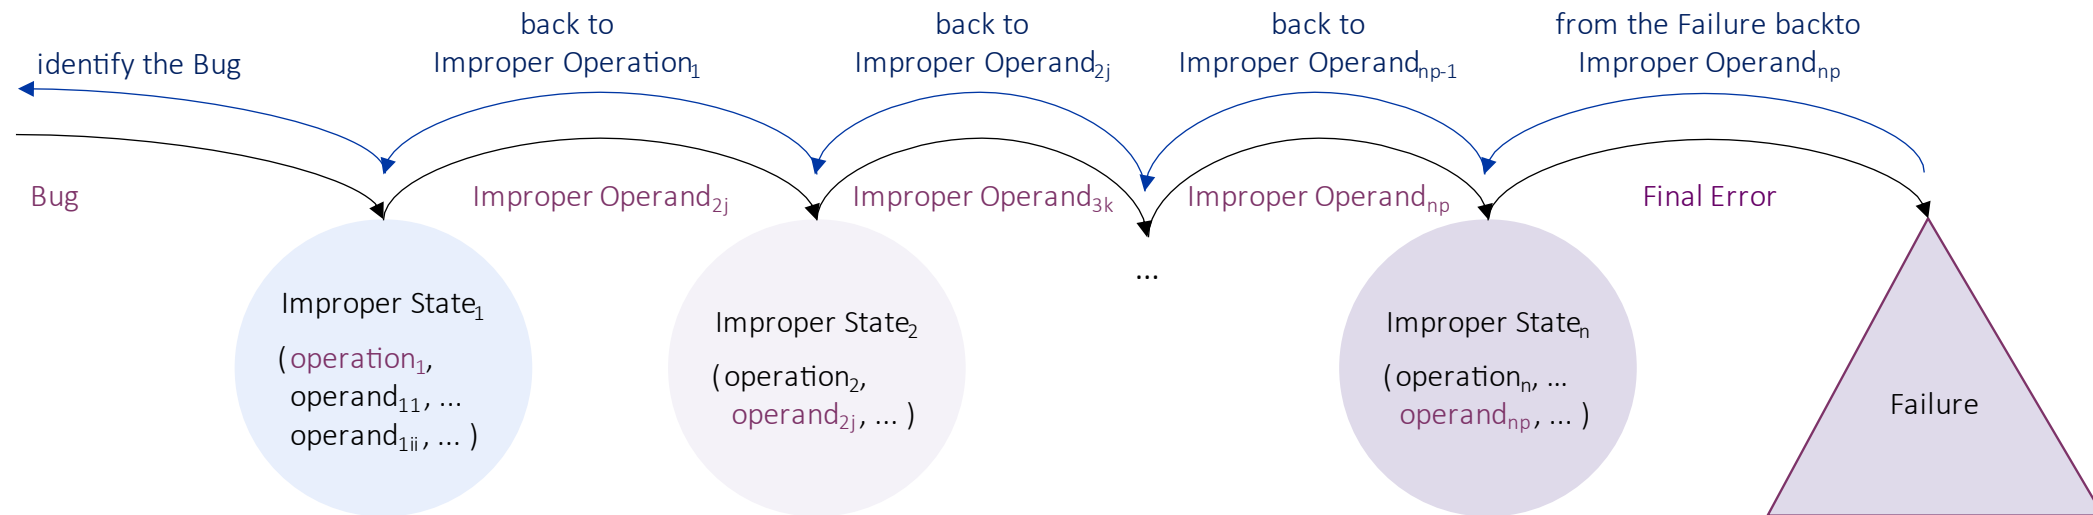 identify the Bug
back to
Improper Operation₁
back to
Improper Operand₂ⱼ
back to
Improper Operandnp-1
from the Failure backto
Improper Operandnp
Bug
Improper Operand₂ⱼ
Improper Operand3k
Improper Operandnp
Final Error
...
Improper State₁
(operation₁,
operand₁₁, ...
operand1ii, ... )
Improper State₂
(operation₂,
operand₂ⱼ, ... )
Improper Stateₙ
(operationₙ, ...
operandnp, ... )
Failure